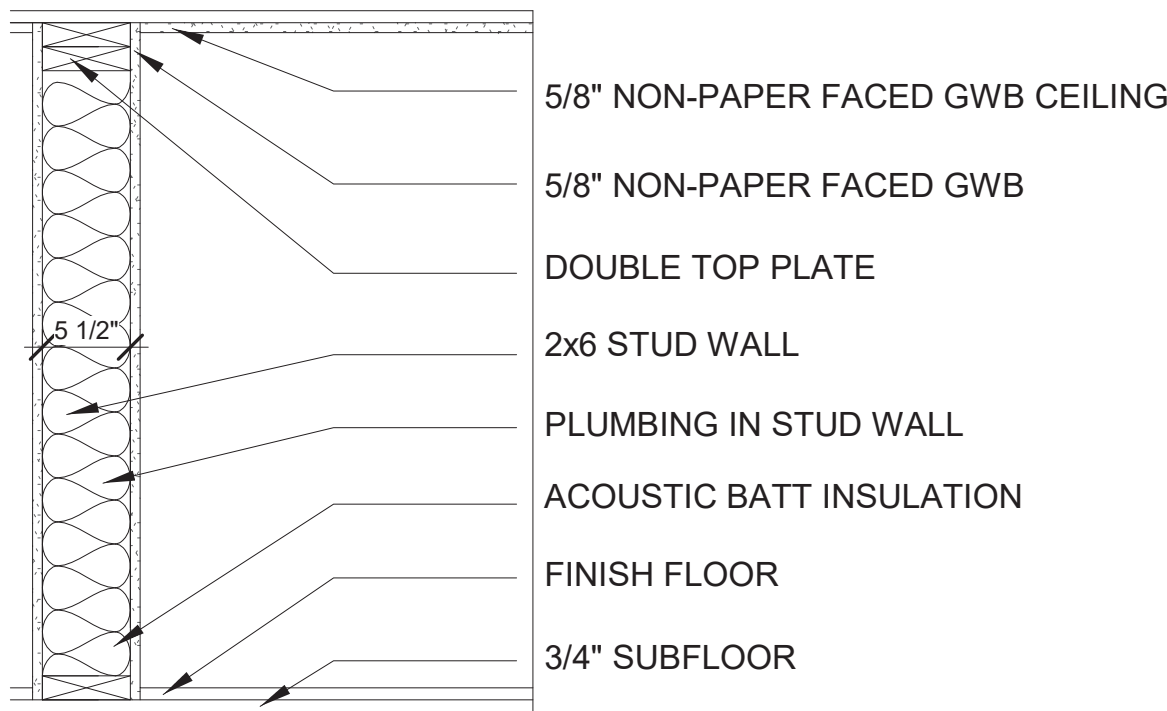 5/8" NON-PAPER FACED GWB CEILING
5/8" NON-PAPER FACED GWB
DOUBLE TOP PLATE
5 1/2"
2x6 STUD WALL
PLUMBING IN STUD WALL
ACOUSTIC BATT INSULATION
FINISH FLOOR
3/4" SUBFLOOR